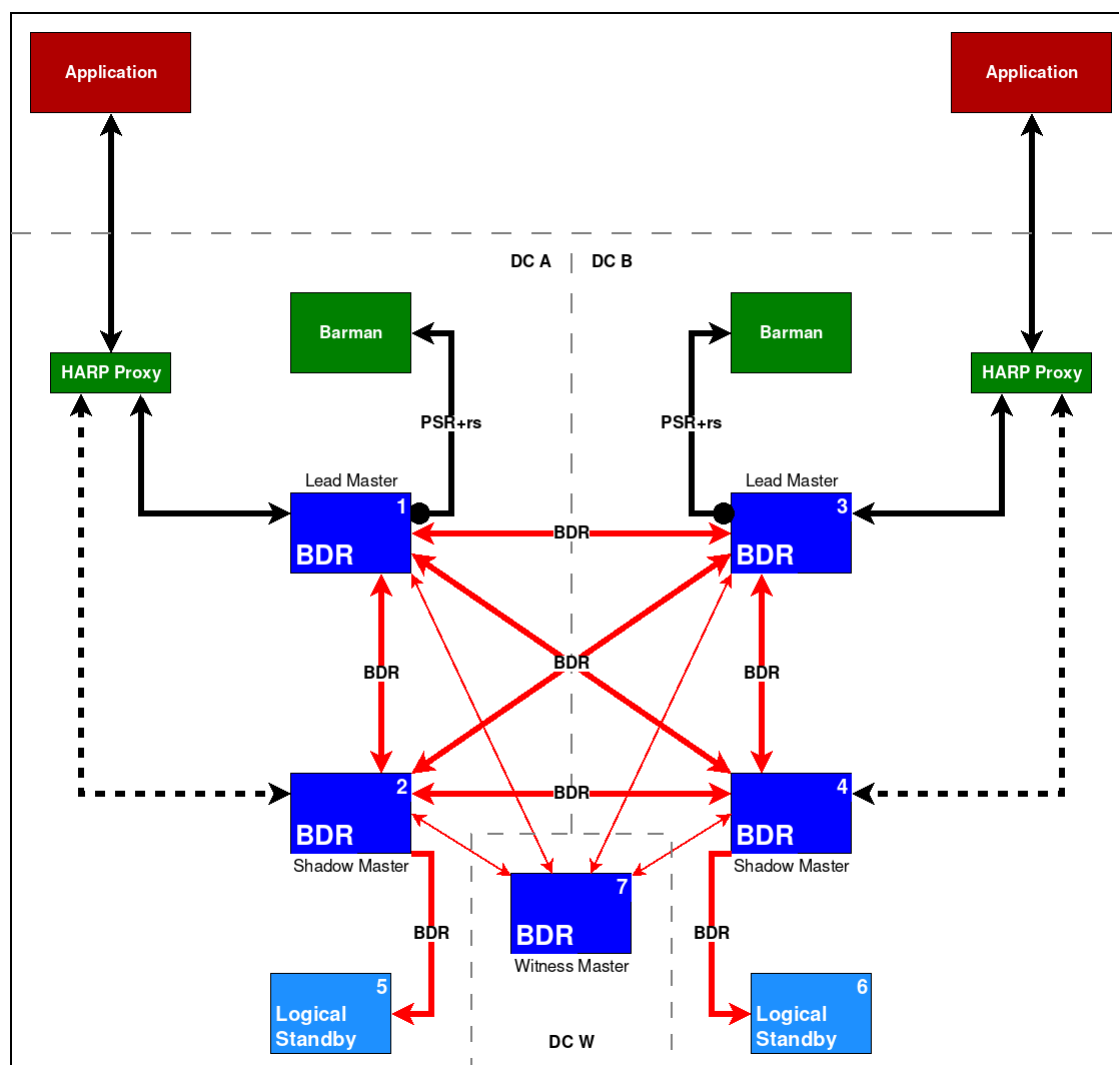 Application
Application
DC A
DC B
Barman
Barman
HARP Proxy
HARP Proxy
PSR+rs
PSR+rs
Lead Master
Lead Master
1
BDR
3
BDR
BDR
BDR
BDR
BDR
2
BDR
BDR
4
BDR
Shadow Master
Shadow Master
7
BDR
Witness Master
BDR
BDR
5
Logical
Standby
6
Logical
Standby
DC W